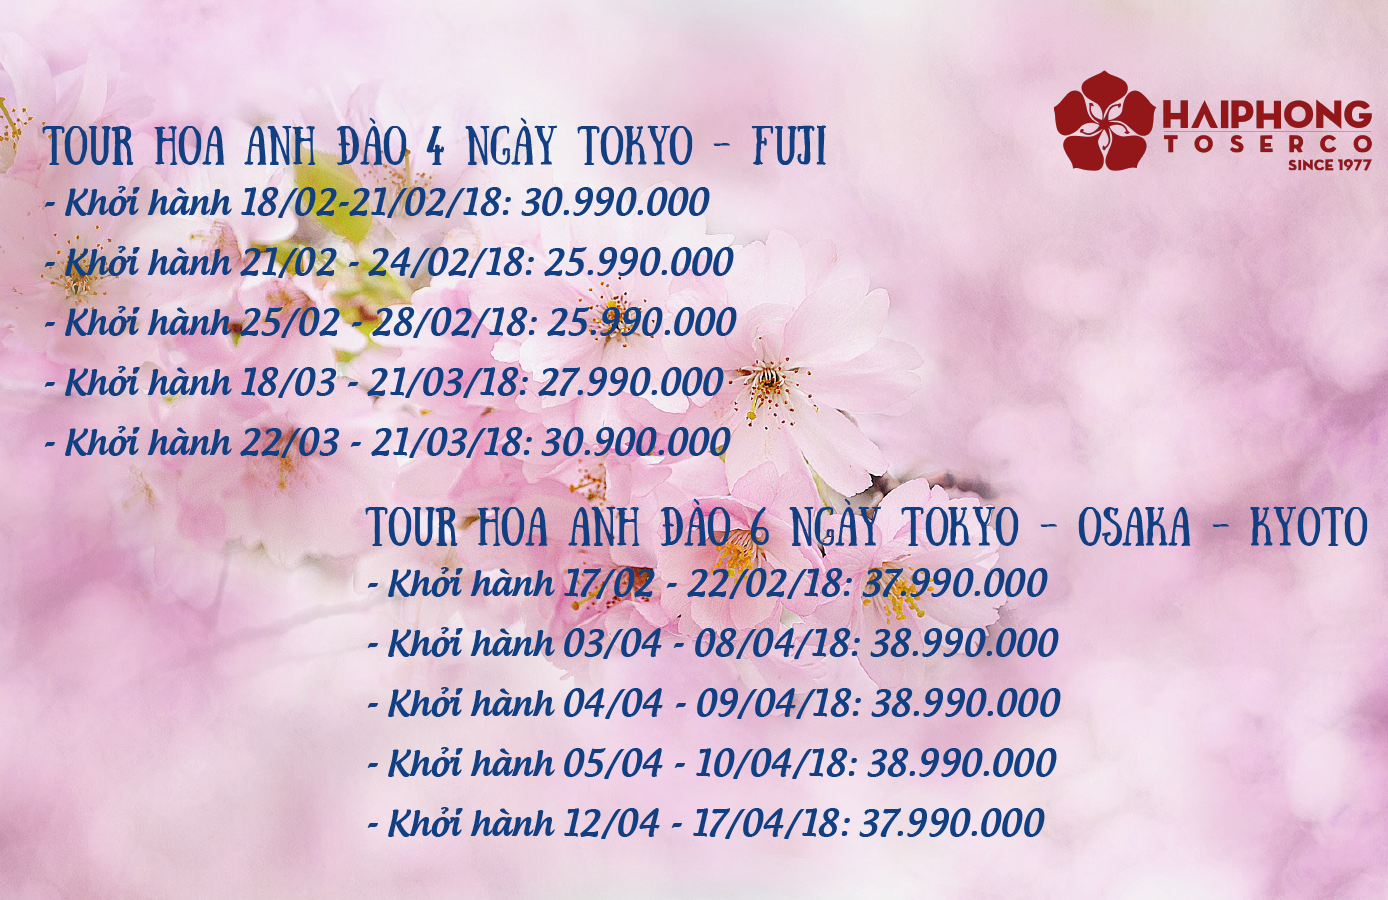 HAIPHONG
TOSERCO
SINCE 1977
TOUR HOA ANH ĐÀO 4 NGÀY TOKYO - FUJI
- Khởi hành 18/02-21/02/18: 30.990.000
- Khởi hành 21/02 - 24/02/18: 25.990.000
- Khởi hành 25/02 - 28/02/18: 25.990.000
- Khởi hành 18/03 - 21/03/18: 27.990.000
- Khởi hành 22/03 - 21/03/18: 30.900.000
TOUR HOA ANH ĐÀO 6 NGÀY TOKYO - OSAKA - KYOTO
- Khởi hành 17/02 - 22/02/18: 37.990.000
- Khởi hành 03/04 - 08/04/18: 38.990.000
- Khởi hành 04/04 - 09/04/18: 38.990.000
- Khởi hành 05/04 - 10/04/18: 38.990.000
- Khởi hành 12/04 - 17/04/18: 37.990.000